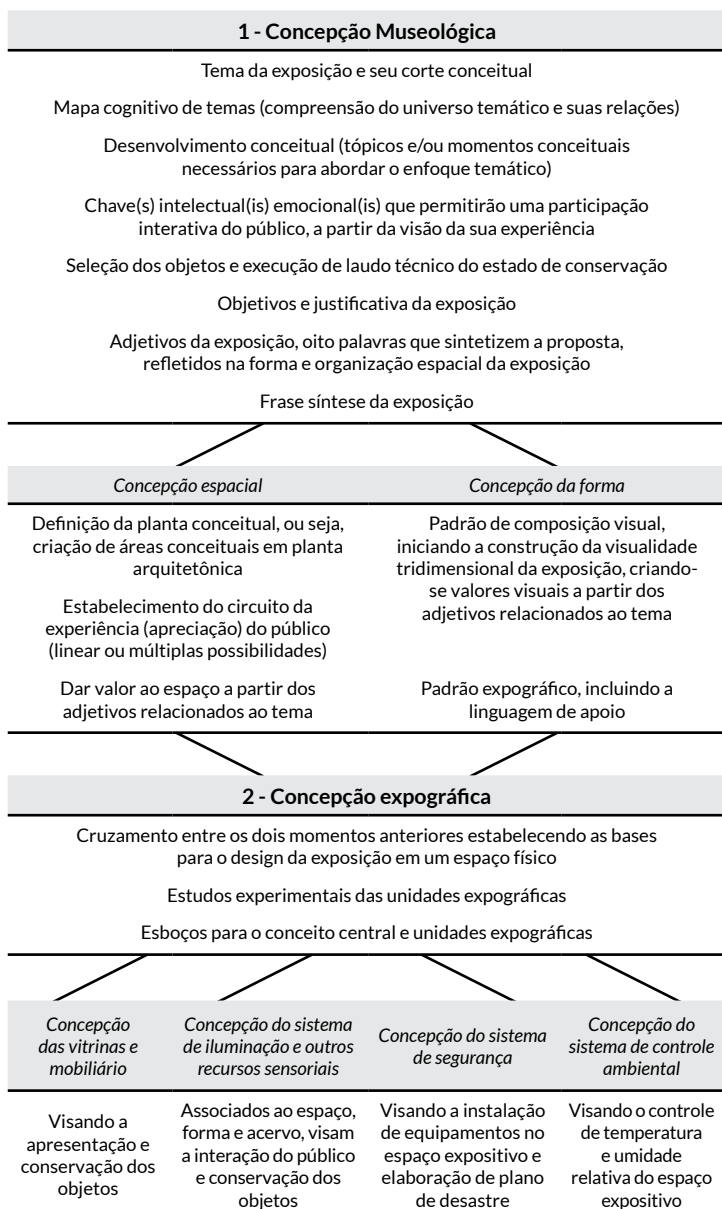 1 - Concepção Museológica
Tema da exposição e seu corte conceitual
Mapa cognitivo de temas (compreensão do universo temático e suas relações)
Desenvolvimento conceitual (tópicos e/ou momentos conceituais
necessários para abordar o enfoque temático)
Chave(s) intelectual(is) emocional(is) que permitirão uma participação
interativa do público, a partir da visão da sua experiência
Seleção dos objetos e execução de laudo técnico do estado de conservação
Objetivos e justificativa da exposição
Adjetivos da exposição, oito palavras que sintetizem a proposta,
refletidos na forma e organização espacial da exposição
Frase síntese da exposição
Concepção espacial
Definição da planta conceitual, ou seja,
criação de áreas conceituais em planta
arquitetônica
Estabelecimento do circuito da
experiência (apreciação) do público
(linear ou múltiplas possibilidades)
Dar valor ao espaço a partir dos
adjetivos relacionados ao tema
Concepção da forma
Padrão de composição visual,
iniciando a construção da visualidade
tridimensional da exposição, criando-
se valores visuais a partir dos
adjetivos relacionados ao tema
Padrão expográfico, incluindo a
linguagem de apoio
2 - Concepção expográfica
Cruzamento entre os dois momentos anteriores estabelecendo as bases
para o design da exposição em um espaço físico
Estudos experimentais das unidades expográficas
Esboços para o conceito central e unidades expográficas
Concepção
das vitrinas e
mobiliário
Visando a
apresentação e
conservação dos
objetos
Concepção do sistema
de iluminação e outros
recursos sensoriais
Associados ao espaço,
forma e acervo, visam
a interação do público
e conservação dos
objetos
Concepção do sistema
de segurança
Visando a instalação
de equipamentos no
espaço expositivo e
elaboração de plano
de desastre
Concepção do
sistema de controle
ambiental
Visando o controle
de temperatura
e umidade
relativa do espaço
expositivo